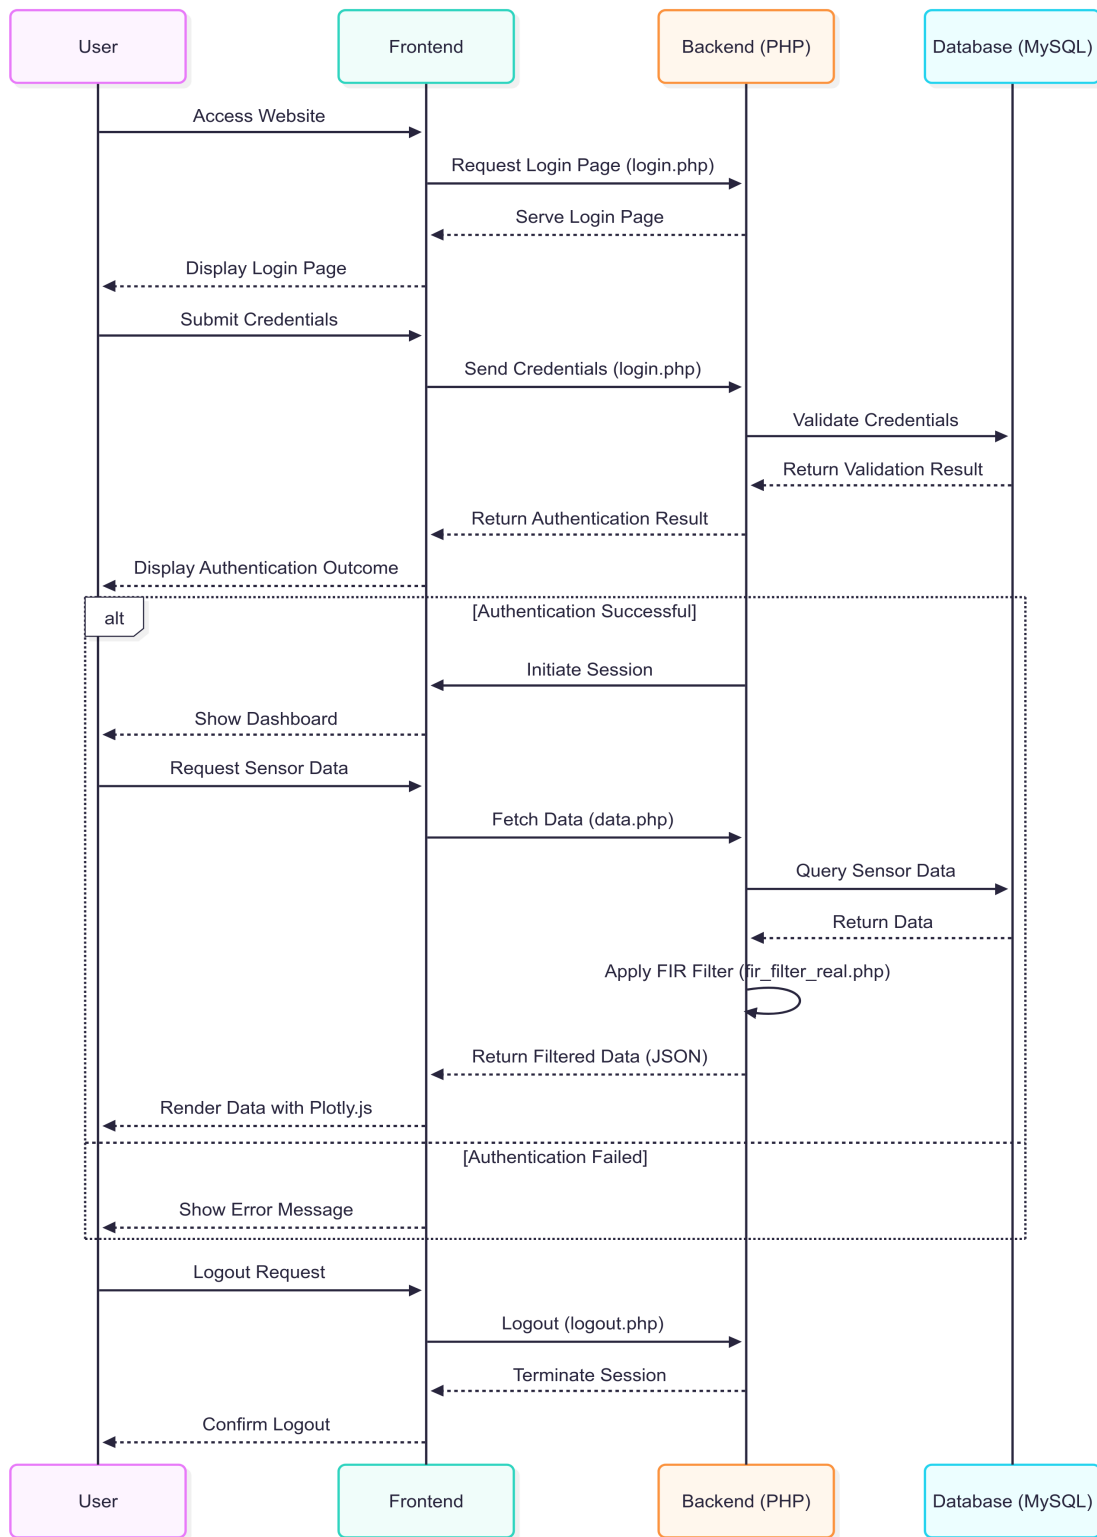 User
Frontend
Backend (PHP)
Database (MySQL)
Access Website
Request Login Page (login.php)
Serve Login Page
Display Login Page
Submit Credentials
Send Credentials (login.php)
Validate Credentials
Return Validation Result
Return Authentication Result
Display Authentication Outcome
alt
[Authentication Successful]
Initiate Session
Show Dashboard
Request Sensor Data
Fetch Data (data.php)
Query Sensor Data
Return Data
Apply FIR Filter (fir_filter_real.php)
Return Filtered Data (JSON)
Render Data with Plotly.js
[Authentication Failed]
Show Error Message
Logout Request
Logout (logout.php)
Terminate Session
Confirm Logout
User
Frontend
Backend (PHP)
Database (MySQL)